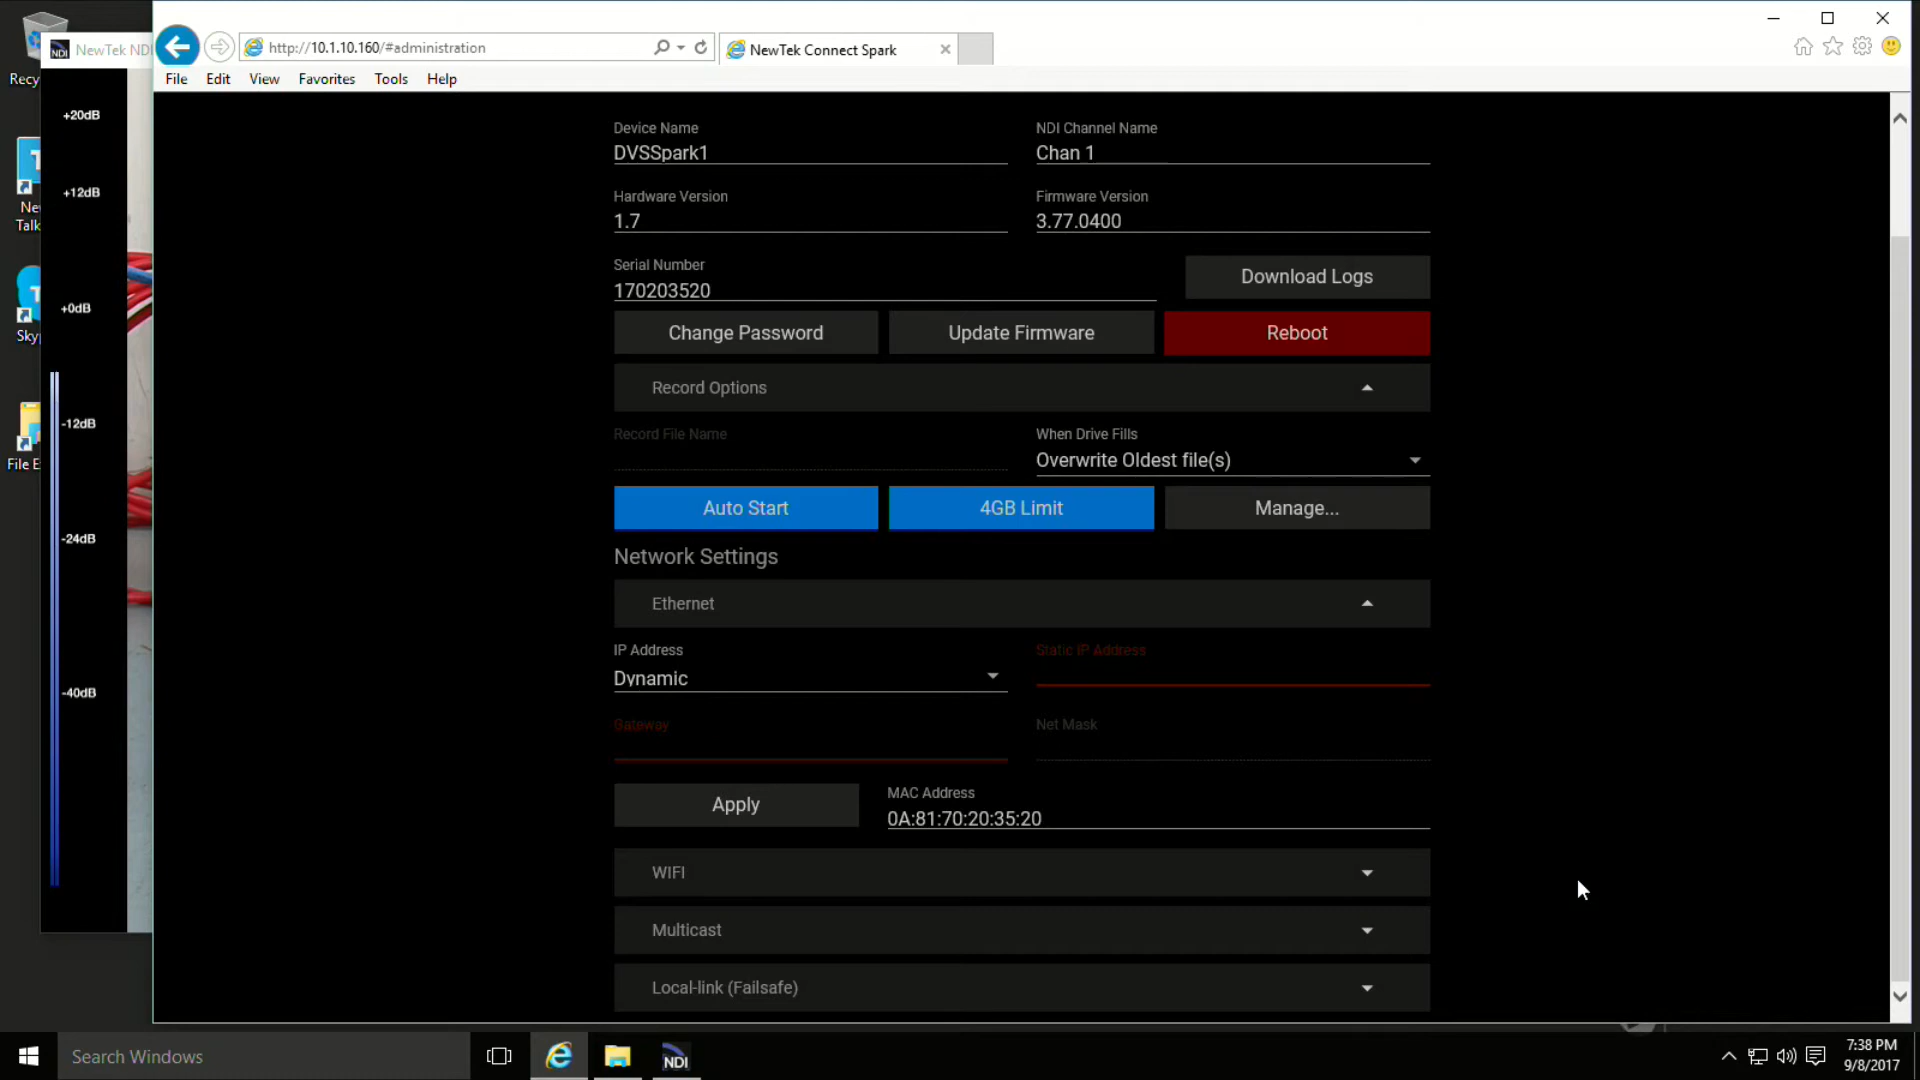 Recy
NewTek NDI
http://10.1.10.160/#administration
NewTek Connect Spark
File Edit View Favorites Tools Help
+20dB
+12dB
+0dB
-12dB
-24dB
-40dB
Ne
Talk
Sky
File E
Device Name
DVSSpark1
NDI Channel Name
Chan 1
Hardware Version
1.7
Firmware Version
3.77.0400
Serial Number
170203520
Download Logs
Change Password
Update Firmware
Reboot
Record Options
Record File Name
When Drive Fills
Overwrite Oldest file(s)
Auto Start
4GB Limit
Manage...
Network Settings
Ethernet
IP Address
Dynamic
Static IP Address
Gateway
Net Mask
Apply
MAC Address
0A:81:70:20:35:20
WIFI
Multicast
Local-link (Failsafe)
Search Windows
NDI
7:38 PM
9/8/2017